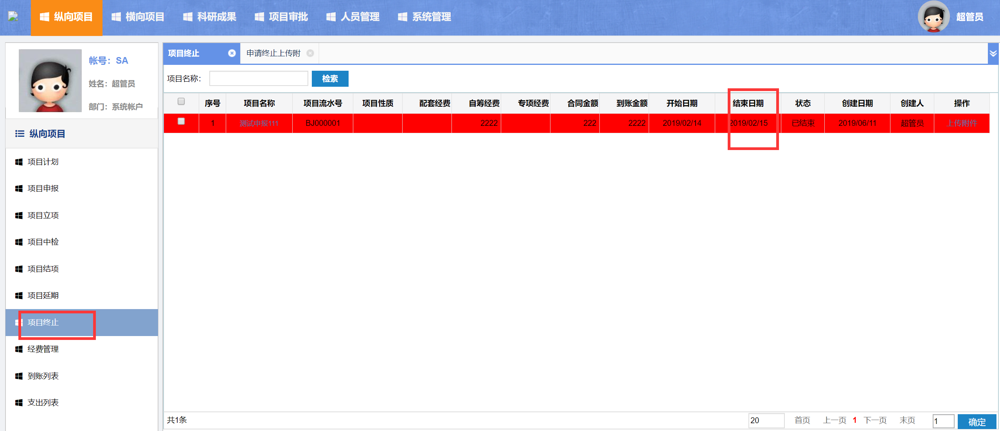 纵向项目 横向项目 科研成果 项目审批 人员管理 系统管理 超管员
帐号：SA
姓名：超管员
部门：系统帐户
纵向项目
项目计划
项目申报
项目立项
项目中检
项目结项
项目延期
项目终止
经费管理
到账列表
支出列表
项目终止 申请终止上传附
项目名称： 检索
序号 项目名称 项目流水号 项目性质 配套经费 自筹经费 专项经费 合同金额 到账金额 开始日期 结束日期 状态 创建日期 创建人 操作
1 测试申报111 BJ000001 2222 222 2222 2019/02/14 2019/02/15 已结束 2019/06/11 超管员 上传附件
共1条 20 首页 上一页 1 下一页 末页 1 确定